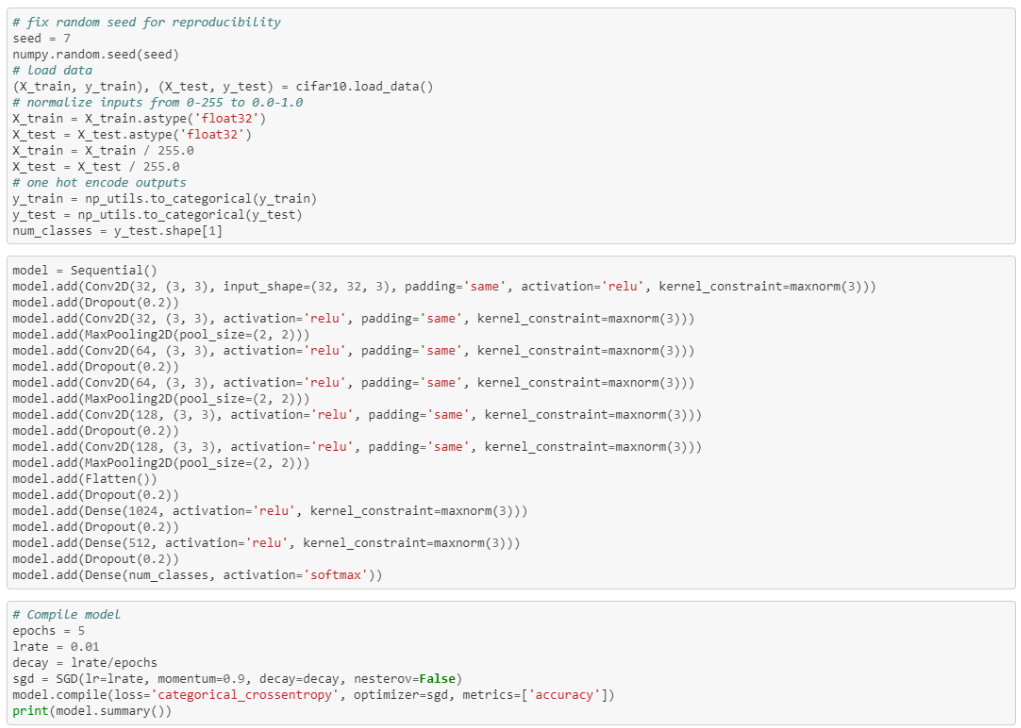 # fix random seed for reproducibility
seed = 7
numpy.random.seed(seed)
# load data
(X_train, y_train), (X_test, y_test) = cifar10.load_data()
# normalize inputs from 0-255 to 0.0-1.0
X_train = X_train.astype('float32')
X_test = X_test.astype('float32')
X_train = X_train / 255.0
X_test = X_test / 255.0
# one hot encode outputs
y_train = np_utils.to_categorical(y_train)
y_test = np_utils.to_categorical(y_test)
num_classes = y_test.shape[1]
model = Sequential()
model.add(Conv2D(32, (3, 3), input_shape=(32, 32, 3), padding='same', activation='relu', kernel_constraint=maxnorm(3)))
model.add(Dropout(0.2))
model.add(Conv2D(32, (3, 3), activation='relu', padding='same', kernel_constraint=maxnorm(3)))
model.add(MaxPooling2D(pool_size=(2, 2)))
model.add(Conv2D(64, (3, 3), activation='relu', padding='same', kernel_constraint=maxnorm(3)))
model.add(Dropout(0.2))
model.add(Conv2D(64, (3, 3), activation='relu', padding='same', kernel_constraint=maxnorm(3)))
model.add(MaxPooling2D(pool_size=(2, 2)))
model.add(Conv2D(128, (3, 3), activation='relu', padding='same', kernel_constraint=maxnorm(3)))
model.add(Dropout(0.2))
model.add(Conv2D(128, (3, 3), activation='relu', padding='same', kernel_constraint=maxnorm(3)))
model.add(MaxPooling2D(pool_size=(2, 2)))
model.add(Flatten())
model.add(Dropout(0.2))
model.add(Dense(1024, activation='relu', kernel_constraint=maxnorm(3)))
model.add(Dropout(0.2))
model.add(Dense(512, activation='relu', kernel_constraint=maxnorm(3)))
model.add(Dropout(0.2))
model.add(Dense(num_classes, activation='softmax'))
# Compile model
epochs = 5
lrate = 0.01
decay = lrate/epochs
sgd = SGD(lr=lrate, momentum=0.9, decay=decay, nesterov=False)
model.compile(loss='categorical_crossentropy', optimizer=sgd, metrics=['accuracy'])
print(model.summary())